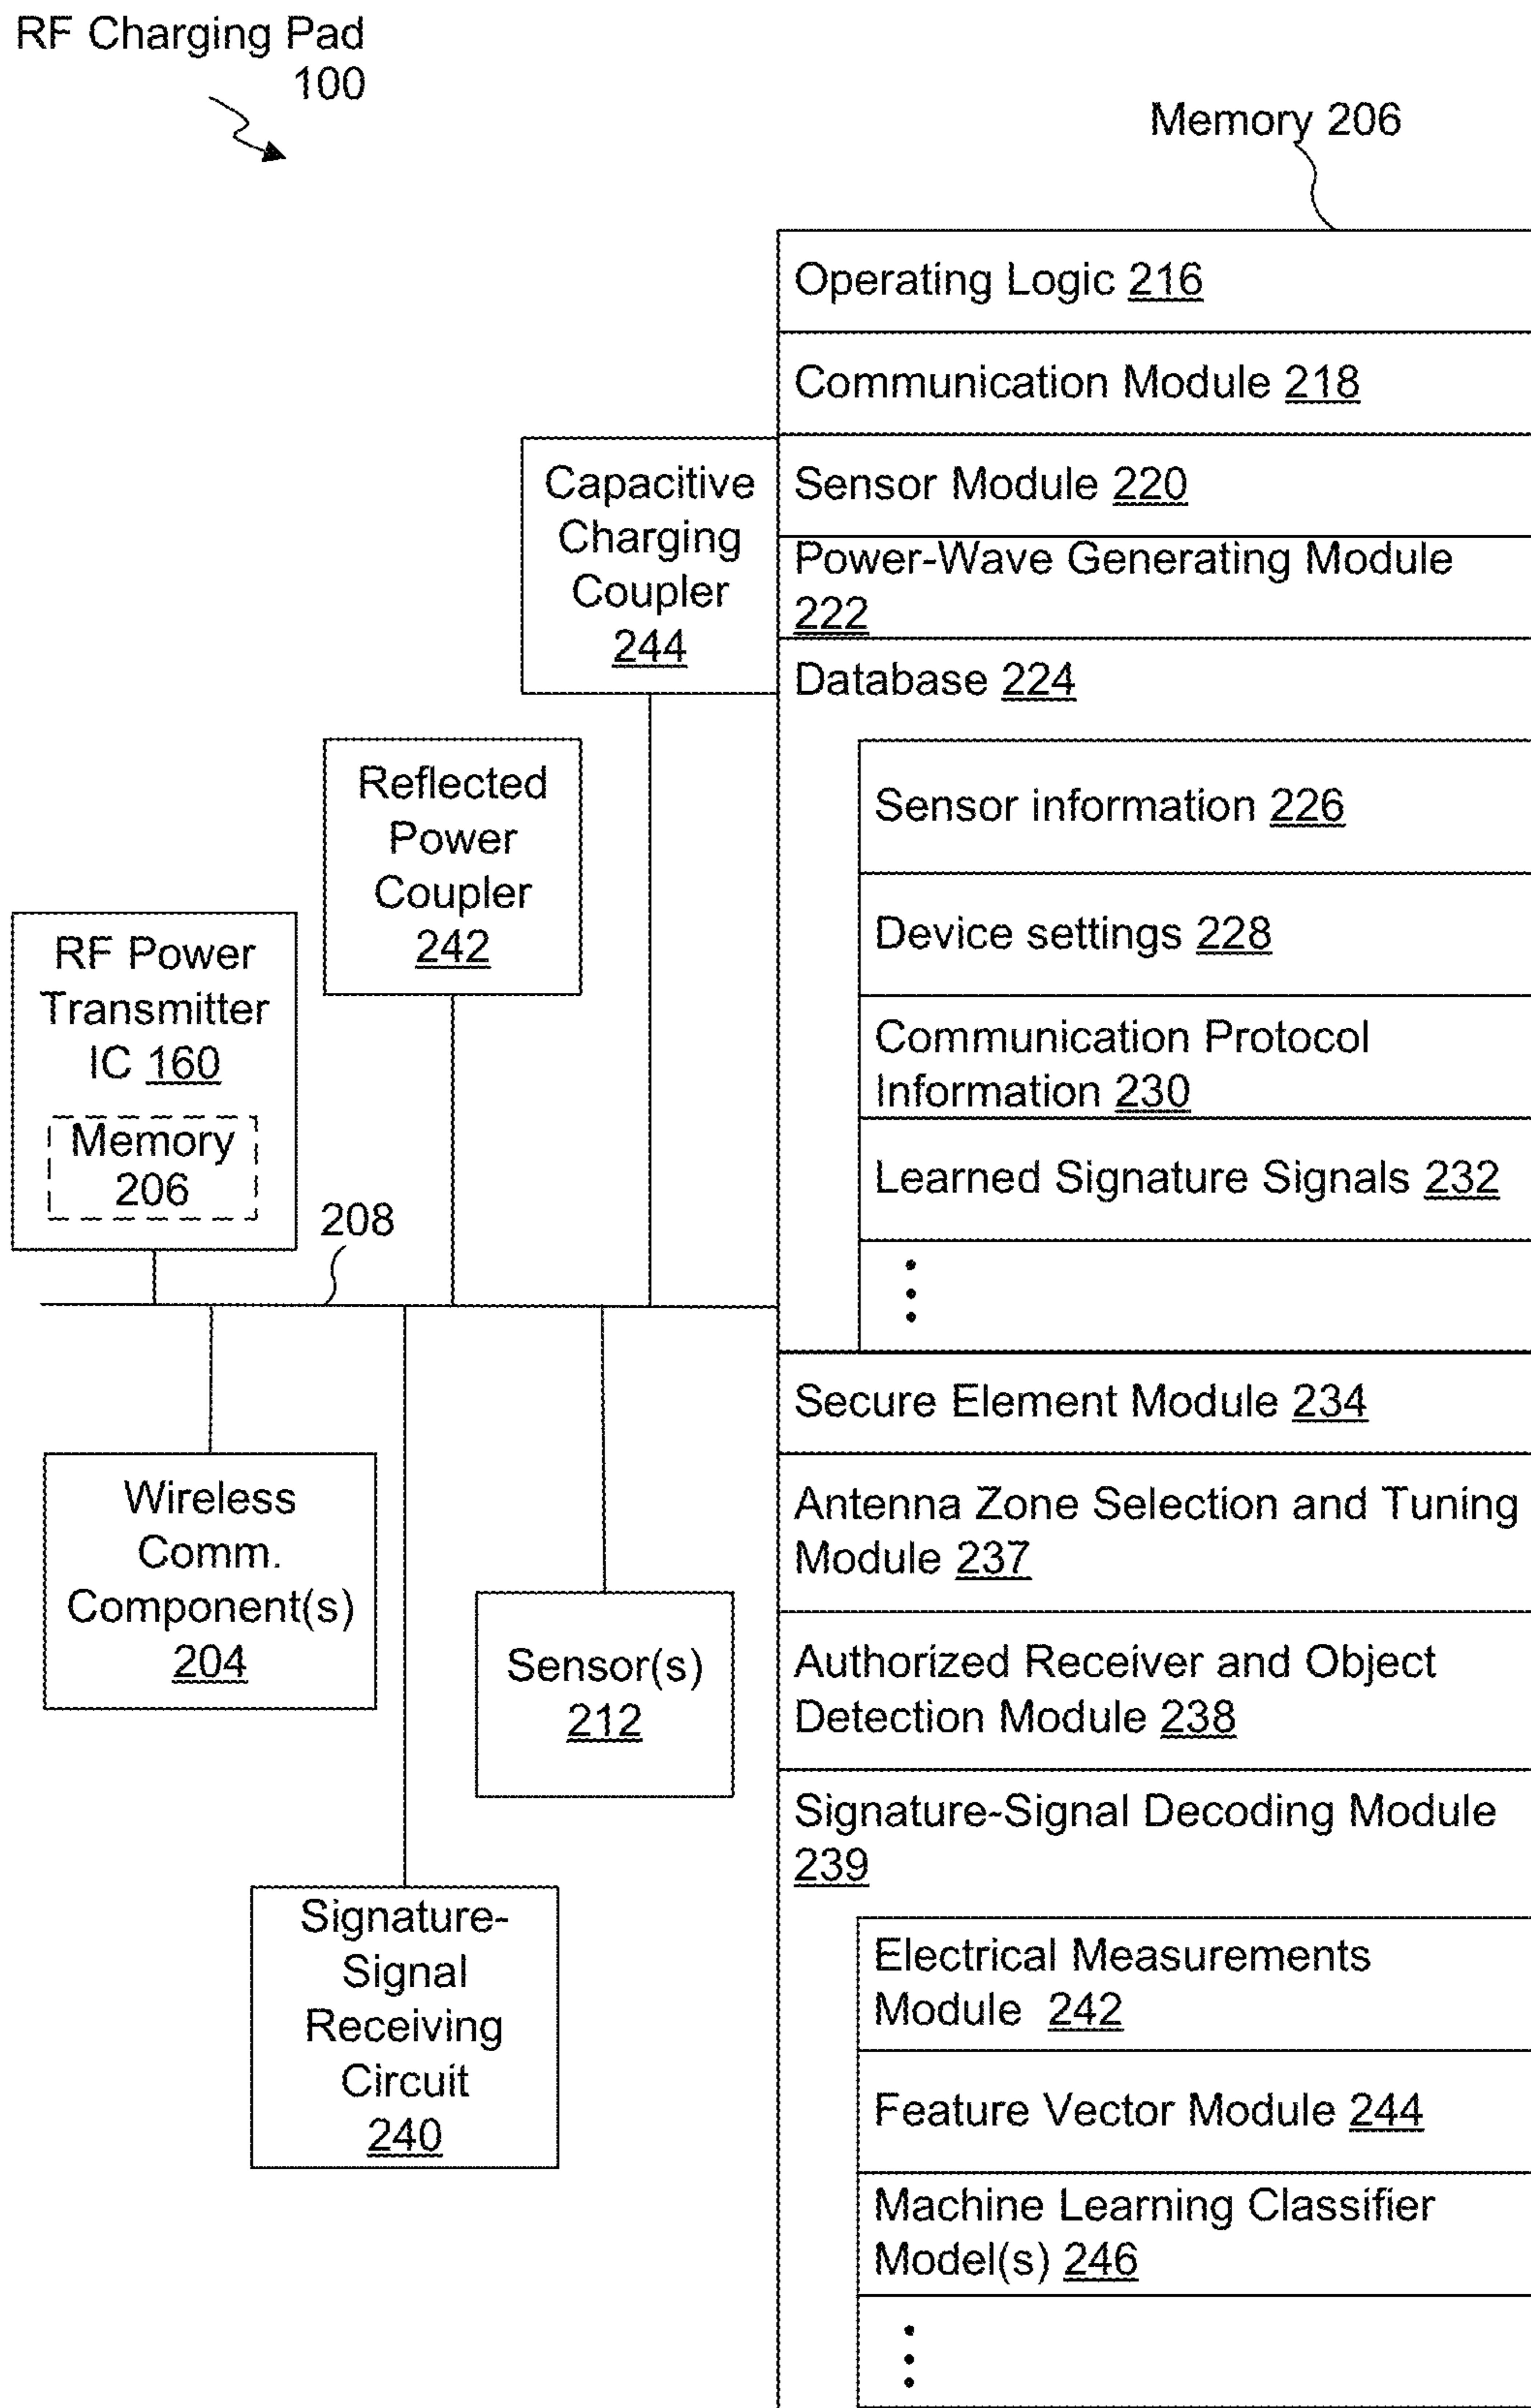 RF Charging Pad
100
Memory 206
Operating Logic 216
Communication Module 218
Sensor Module 220
Power-Wave Generating Module
222
Database 224
Sensor information 226
Device settings 228
Communication Protocol
Information 230
Learned Signature Signals 232
Secure Element Module 234
Antenna Zone Selection and Tuning
Module 237
Authorized Receiver and Object
Detection Module 238
Signature-Signal Decoding Module
239
Electrical Measurements
Module 242
Feature Vector Module 244
Machine Learning Classifier
Model(s) 246
Capacitive
Charging
Coupler
244
Reflected
Power
Coupler
242
RF Power
Transmitter
IC 160
Memory
206
208
Wireless
Comm.
Component(s)
204
Sensor(s)
212
Signature-
Signal
Receiving
Circuit
240